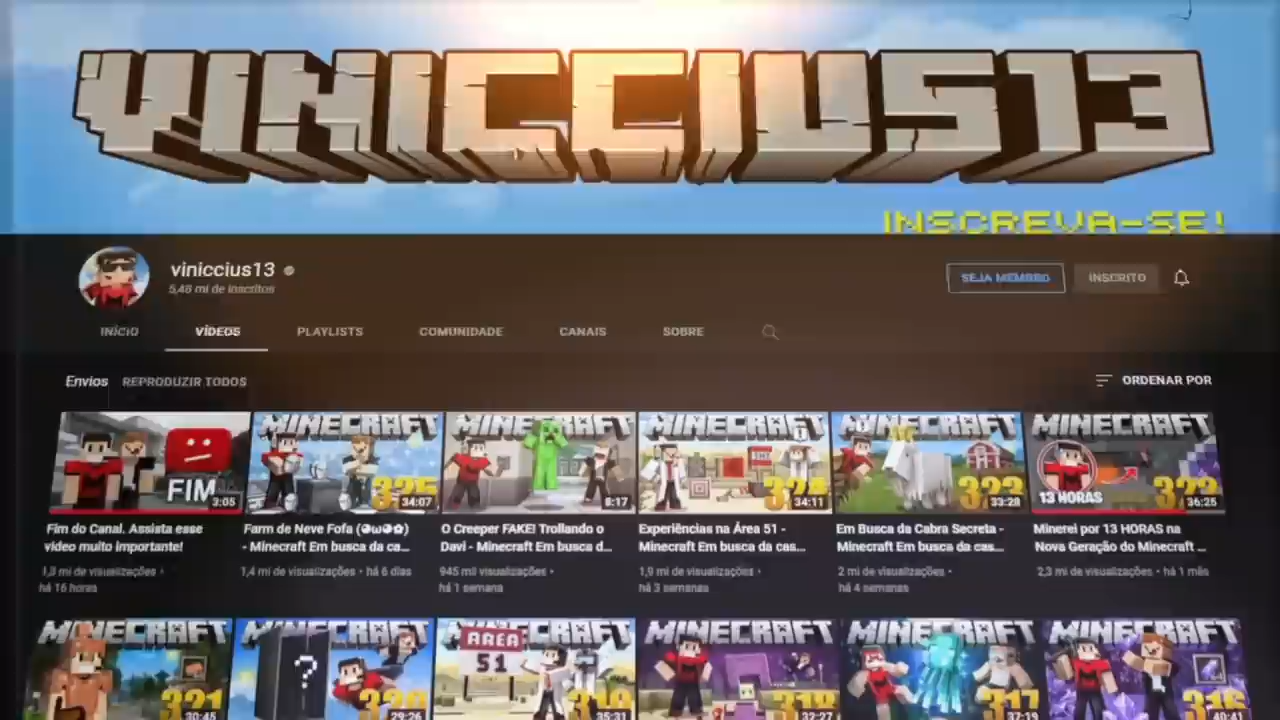 VINICCIUS13
INSCREVA-SE!
viniccius13
5,48 mi de inscritos
SEJA MEMBRO
INSCRITO
INÍCIO
VÍDEOS
PLAYLISTS
COMUNIDADE
CANAIS
SOBRE
Envios
REPRODUZIR TODOS
ORDENAR POR
FIM
3:05
MINECRAFT
325
34:07
MINECRAFT
8:17
MINECRAFT
TNT
324
34:11
MINECRAFT
323
33:28
MINECRAFT
13 HORAS
322
36:25
Fim do Canal. Assista esse
vídeo muito importante!
1,3 mi de visualizações •
há 16 horas
Farm de Neve Fofa (◕ω◕✿)
- Minecraft Em busca da ca...
1,4 mi de visualizações • há 6 dias
O Creeper FAKE! Trollando o
Davi - Minecraft Em busca d...
945 mil visualizações •
há 1 semana
Experiências na Área 51 -
Minecraft Em busca da cas...
1,9 mi de visualizações •
há 3 semanas
Em Busca da Cabra Secreta -
Minecraft Em busca da cas...
2 mi de visualizações •
há 4 semanas
Minerei por 13 HORAS na
Nova Geração do Minecraft ...
2,3 mi de visualizações • há 1 mês
MINECRAFT
321
30:45
MINECRAFT
?
320
29:26
MINECRAFT
AREA
51
319
35:31
MINECRAFT
318
32:27
MINECRAFT
317
37:19
MINECRAFT
316